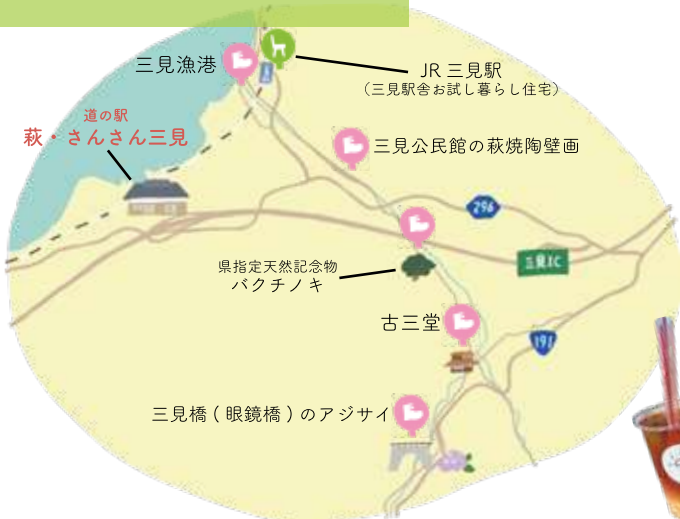 三見漁港
JR 三見駅
(三見駅舎お試し暮らし住宅)
道の駅
萩・さんさん三見
三見公民館の萩焼陶壁画
296
県指定天然記念物
バクチノキ
三見IC
古三堂
191
三見橋 ( 眼鏡橋 ) のアジサイ